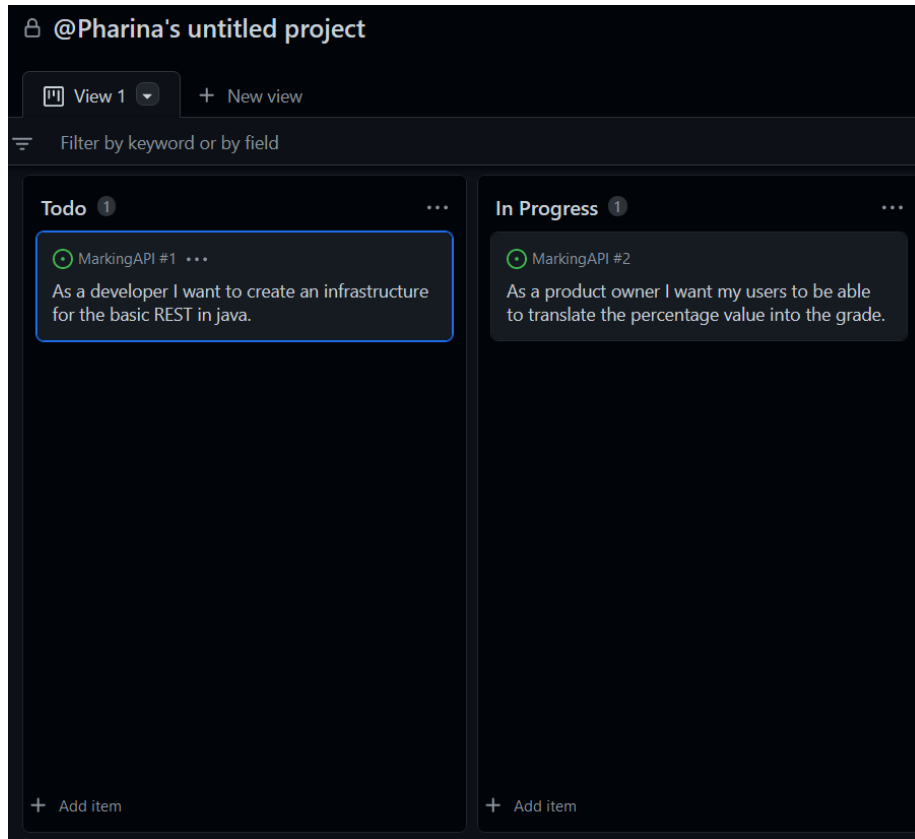 @Pharina's untitled project
View 1
+ New view
Filter by keyword or by field
Todo 1
MarkingAPI #1
As a developer I want to create an infrastructure
for the basic REST in java.
+ Add item
In Progress 1
MarkingAPI #2
As a product owner I want my users to be able
to translate the percentage value into the grade.
+ Add item